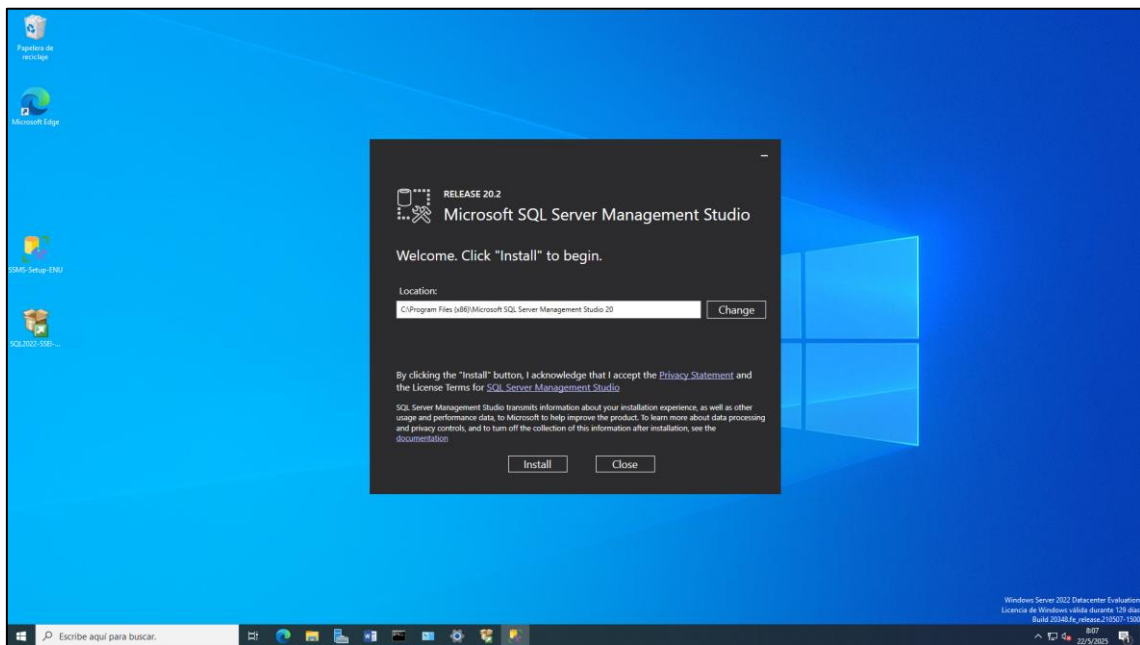 Papelera de
reciclaje
Microsoft Edge
SSMS-Setup-ENU
SQL2022-SSEI-...
RELEASE 20.2
Microsoft SQL Server Management Studio
Welcome. Click "Install" to begin.
Location:
C:\Program Files (x86)\Microsoft SQL Server Management Studio 20
Change
By clicking the "Install" button, I acknowledge that I accept the Privacy Statement and
the License Terms for SQL Server Management Studio
SQL Server Management Studio transmits information about your installation experience, as well as other
usage and performance data, to Microsoft to help improve the product. To learn more about data processing
and privacy controls, and to turn off the collection of this information after installation, see the
documentation
Install
Close
Windows Server 2022 Datacenter Evaluation
Licencia de Windows válida durante 129 días
Build 20348.fe_release.210507-1500
Escribe aquí para buscar.
8:07
22/5/2025